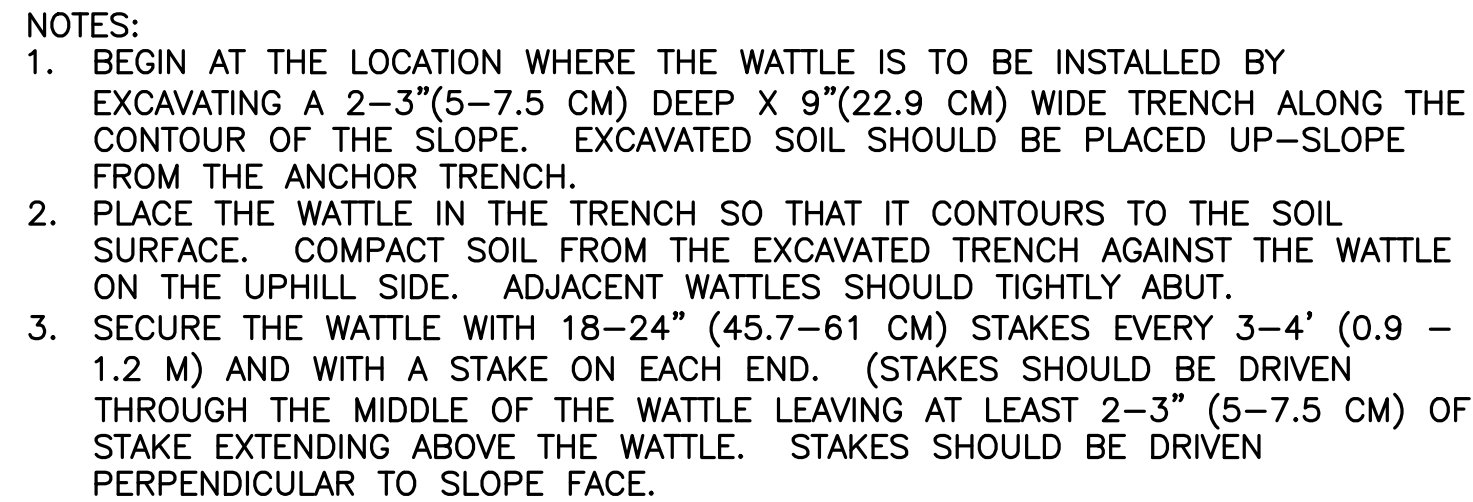 NOTES:
1. BEGIN AT THE LOCATION WHERE THE WATTLE IS TO BE INSTALLED BY
EXCAVATING A 2–3”(5–7.5 CM) DEEP X 9”(22.9 CM) WIDE TRENCH ALONG THE
CONTOUR OF THE SLOPE. EXCAVATED SOIL SHOULD BE PLACED UP–SLOPE
FROM THE ANCHOR TRENCH.
2. PLACE THE WATTLE IN THE TRENCH SO THAT IT CONTOURS TO THE SOIL
SURFACE. COMPACT SOIL FROM THE EXCAVATED TRENCH AGAINST THE WATTLE
ON THE UPHILL SIDE. ADJACENT WATTLES SHOULD TIGHTLY ABUT.
3. SECURE THE WATTLE WITH 18–24” (45.7–61 CM) STAKES EVERY 3–4’ (0.9 –
1.2 M) AND WITH A STAKE ON EACH END. (STAKES SHOULD BE DRIVEN
THROUGH THE MIDDLE OF THE WATTLE LEAVING AT LEAST 2–3” (5–7.5 CM) OF
STAKE EXTENDING ABOVE THE WATTLE. STAKES SHOULD BE DRIVEN
PERPENDICULAR TO SLOPE FACE.